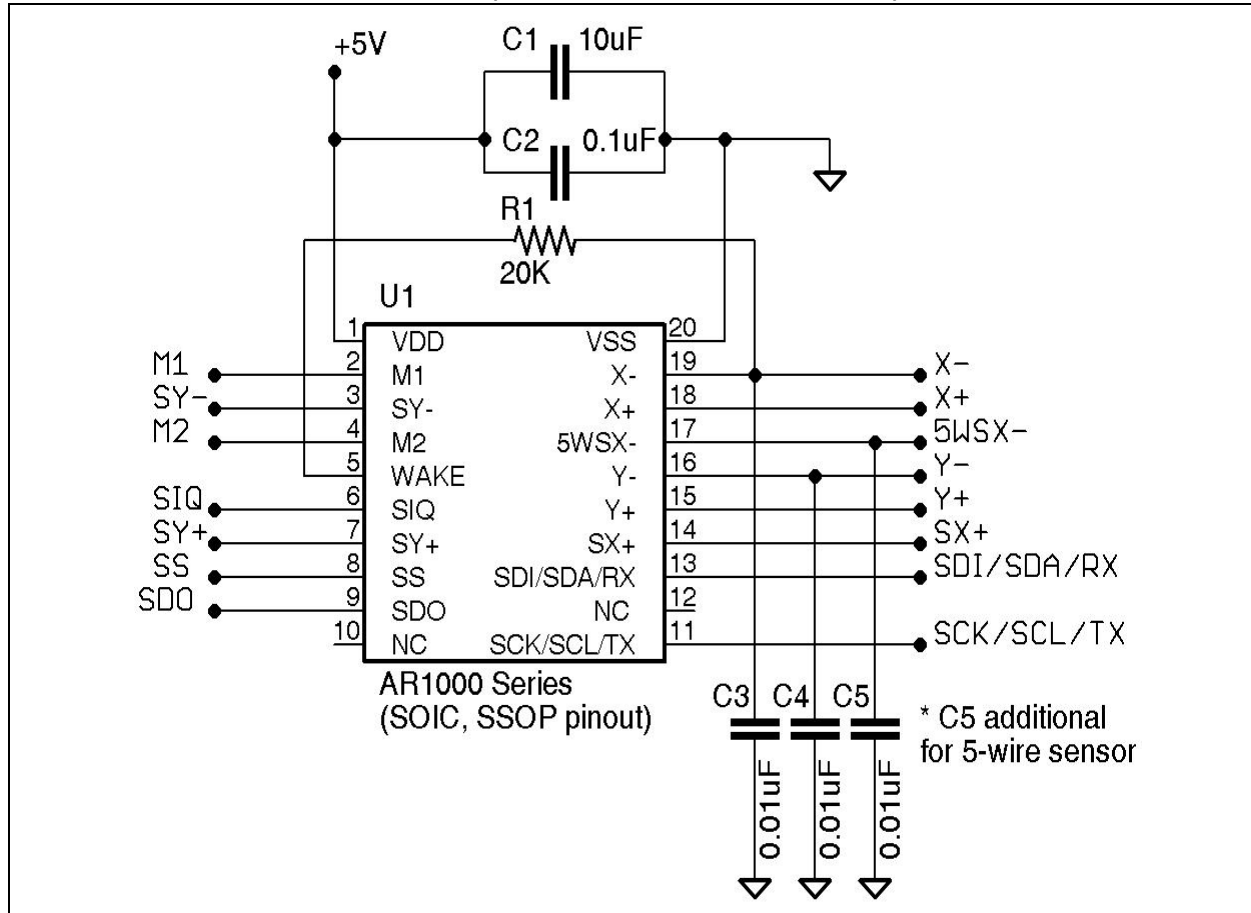 +5V
C1 10uF
C2 0.1uF
R1
20K
U1
1 VDD VSS 20
M1 2 M1 X- 19 X-
SY- 3 SY- X+ 18 X+
M2 4 M2 5WSX- 17 5WSX-
5 WAKE Y- 16 Y-
SIQ 6 SIQ Y+ 15 Y+
SY+ 7 SY+ SX+ 14 SX+
SS 8 SS SDI/SDA/RX 13 SDI/SDA/RX
SDO 9 SDO NC 12
10 NC SCK/SCL/TX 11 SCK/SCL/TX
AR1000 Series
(SOIC, SSOP pinout)
C3 C4 C5
* C5 additional
for 5-wire sensor
0.01uF 0.01uF 0.01uF